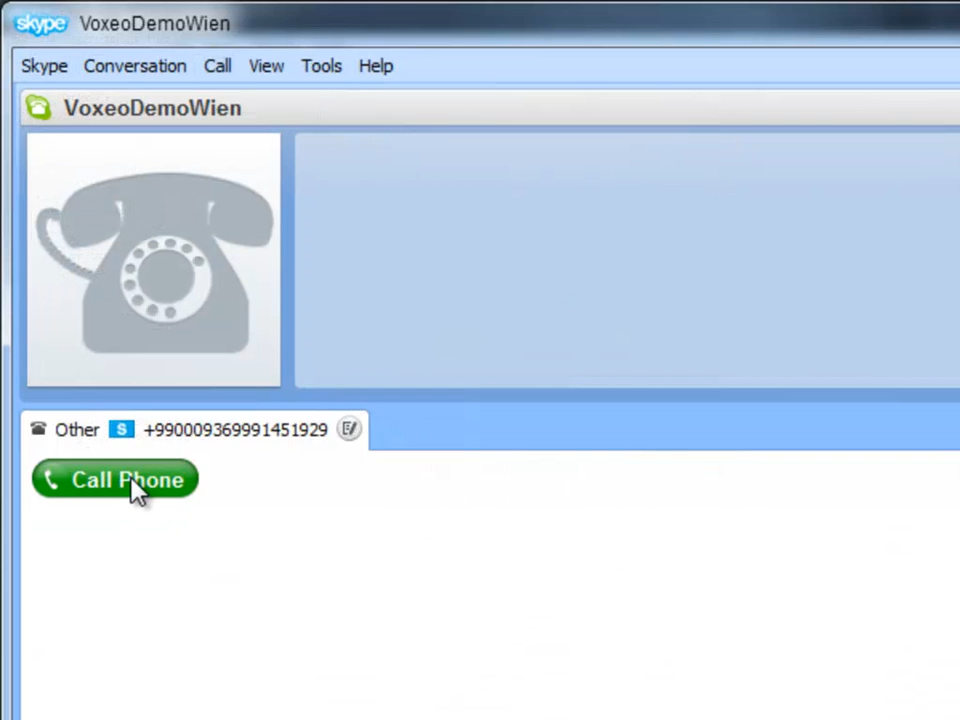 skype VoxeoDemoWien
Skype Conversation Call View Tools Help
VoxeoDemoWien
Other S +990009369991451929
Call Phone